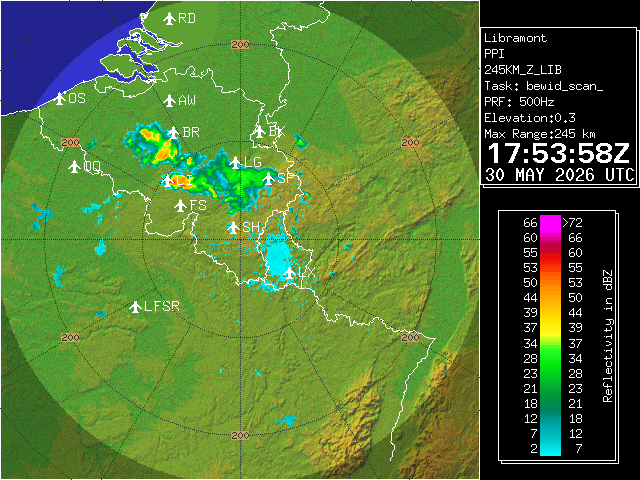 RD
200
OS
AW
BR
BK
200
200
QQ
LG
SP
FS
SH
LX
LFSR
200
200
200
Libramont
PPI
245KM_Z_LIB
Task: bewid_scan_
PRF: 500Hz
Elevation:0.3
Max Range:245 km
17:53:58Z
30 MAY 2026 UTC
66 >72
60 66
55 60
53 55
50 53
44 50
39 44
37 39
34 37
28 34
23 28
21 23
18 21
12 18
7 12
2 7
Reflectivity in dBZ